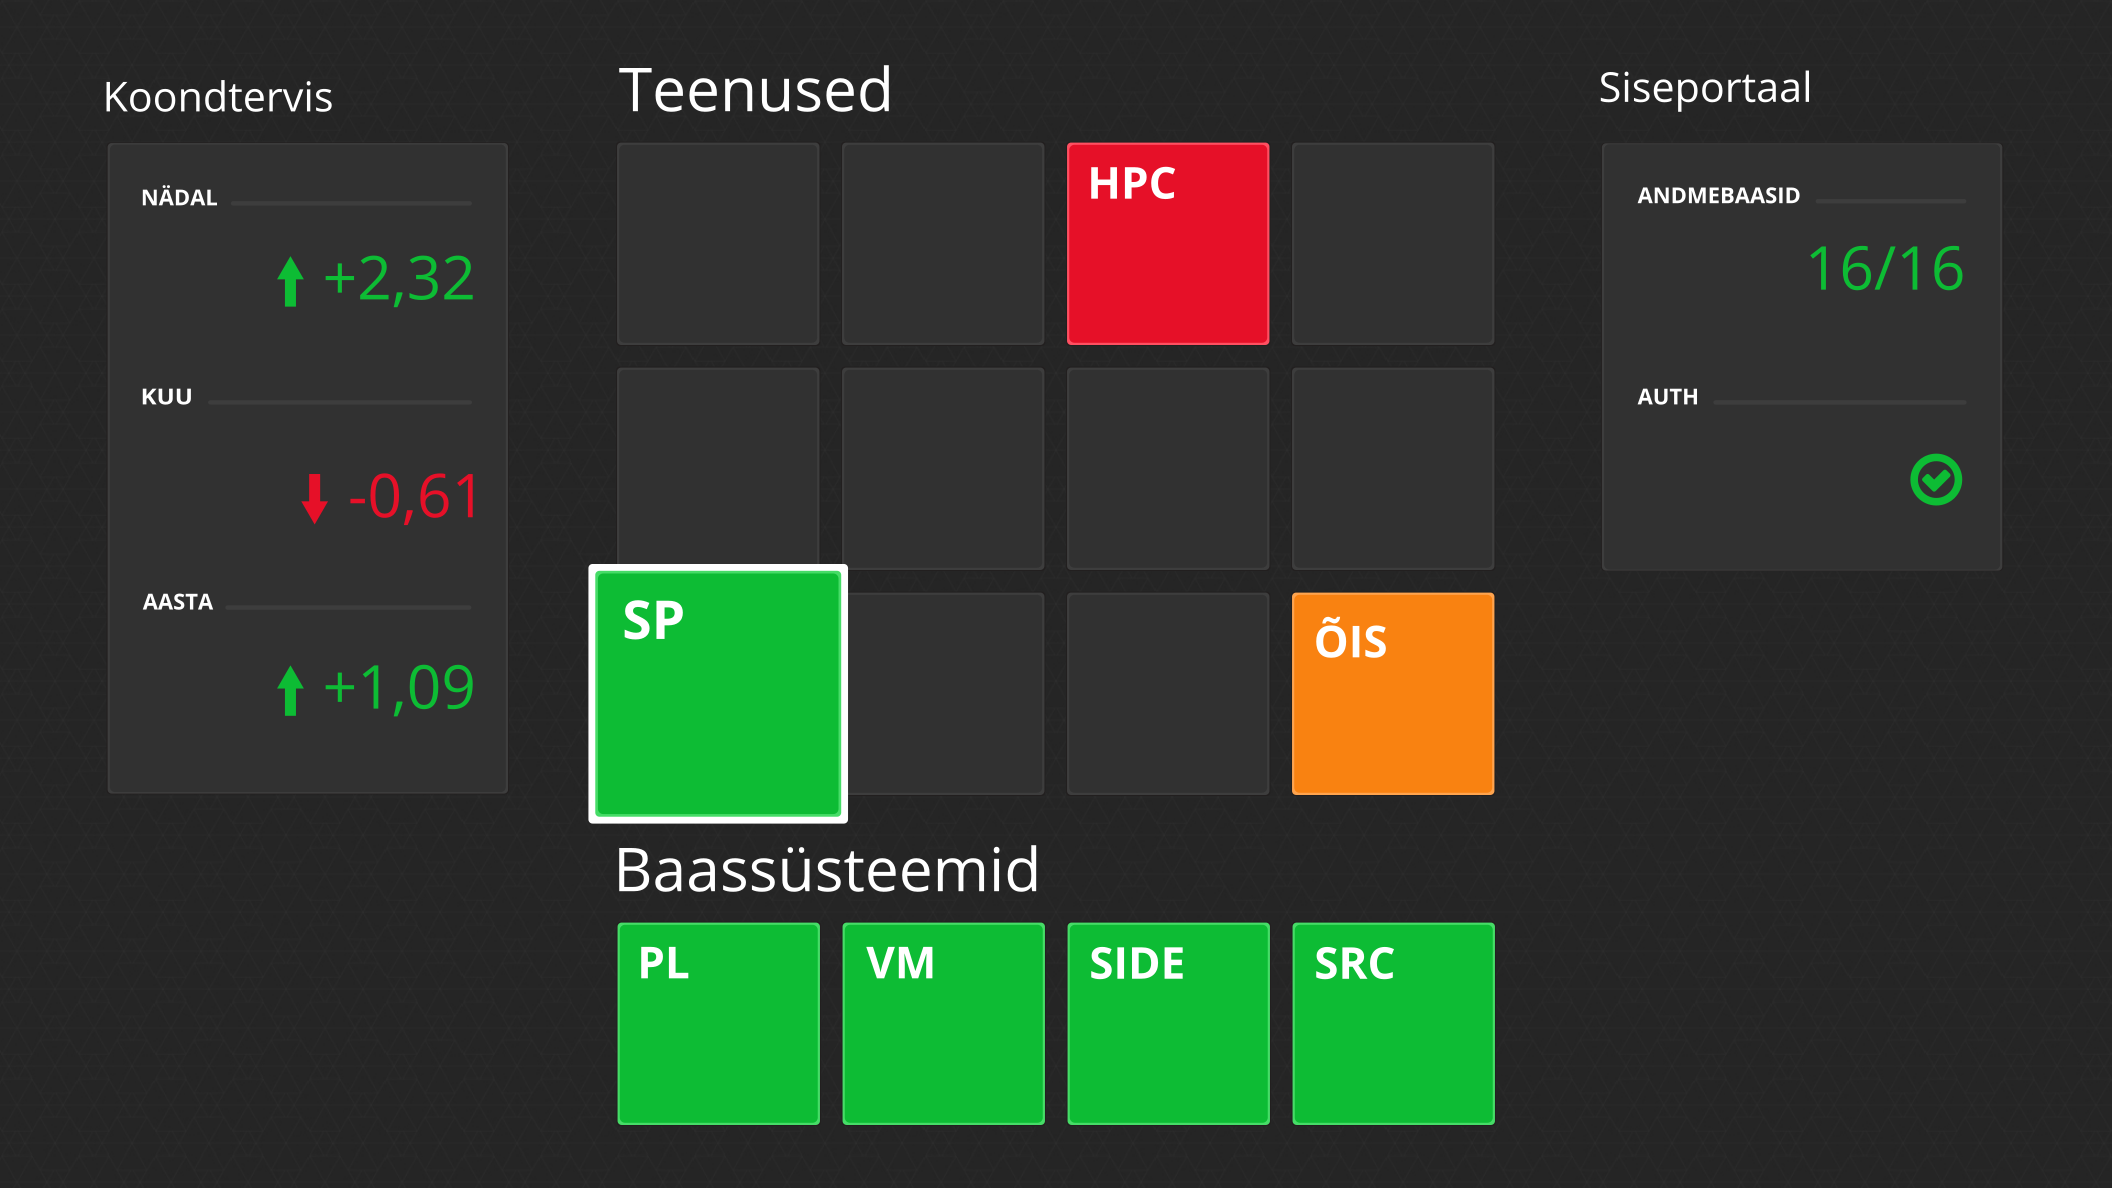 Koondtervis
NÄDAL
+2,32
KUU
-0,61
AASTA
+1,09
Teenused
HPC
SP
ÕIS
Baassüsteemid
PL
VM
SIDE
SRC
Siseportaal
ANDMEBAASID
16/16
AUTH